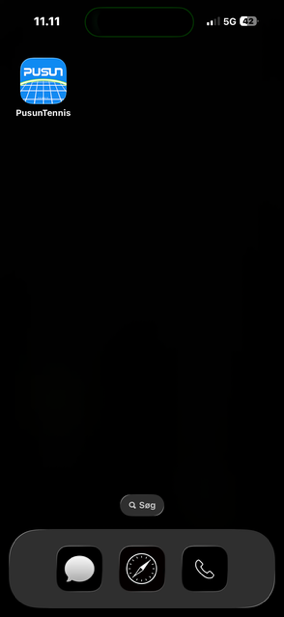 11.11
5G
42
PUSUN
PusunTennis
Søg